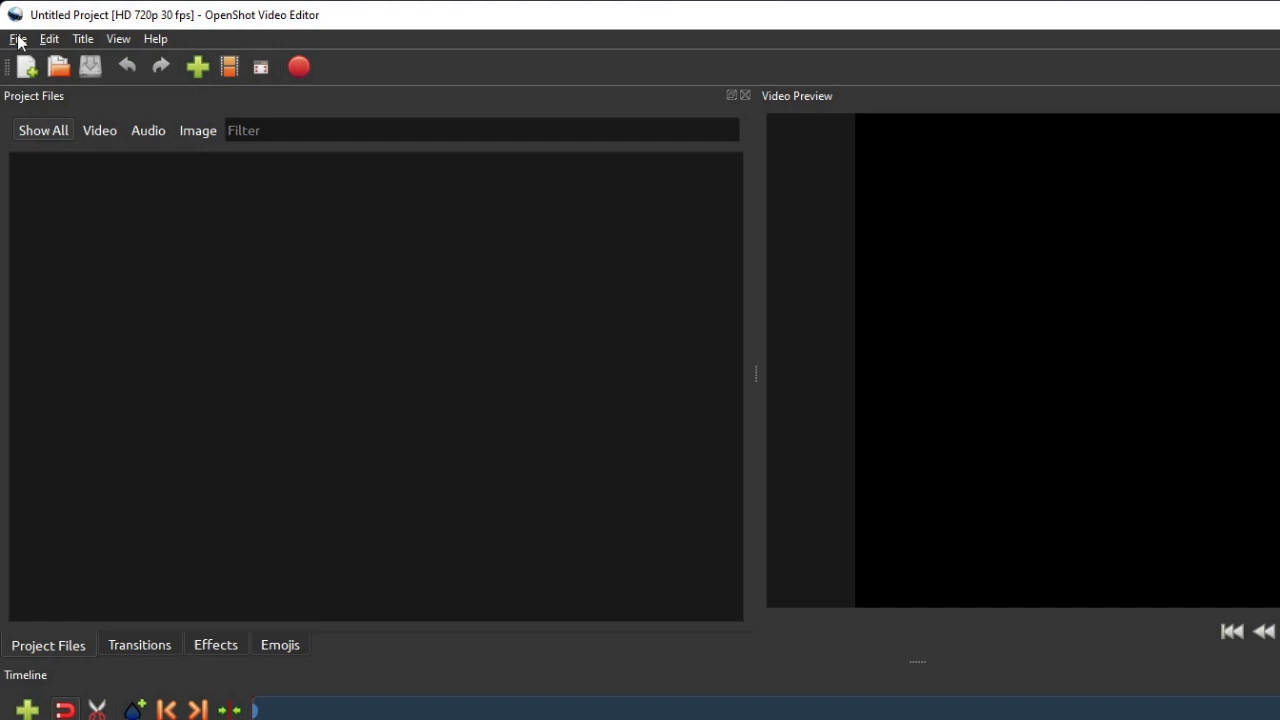 Untitled Project [HD 720p 30 fps] - OpenShot Video Editor
File Edit Title View Help
Project Files
Video Preview
Show All Video Audio Image Filter
Project Files Transitions Effects Emojis
Timeline